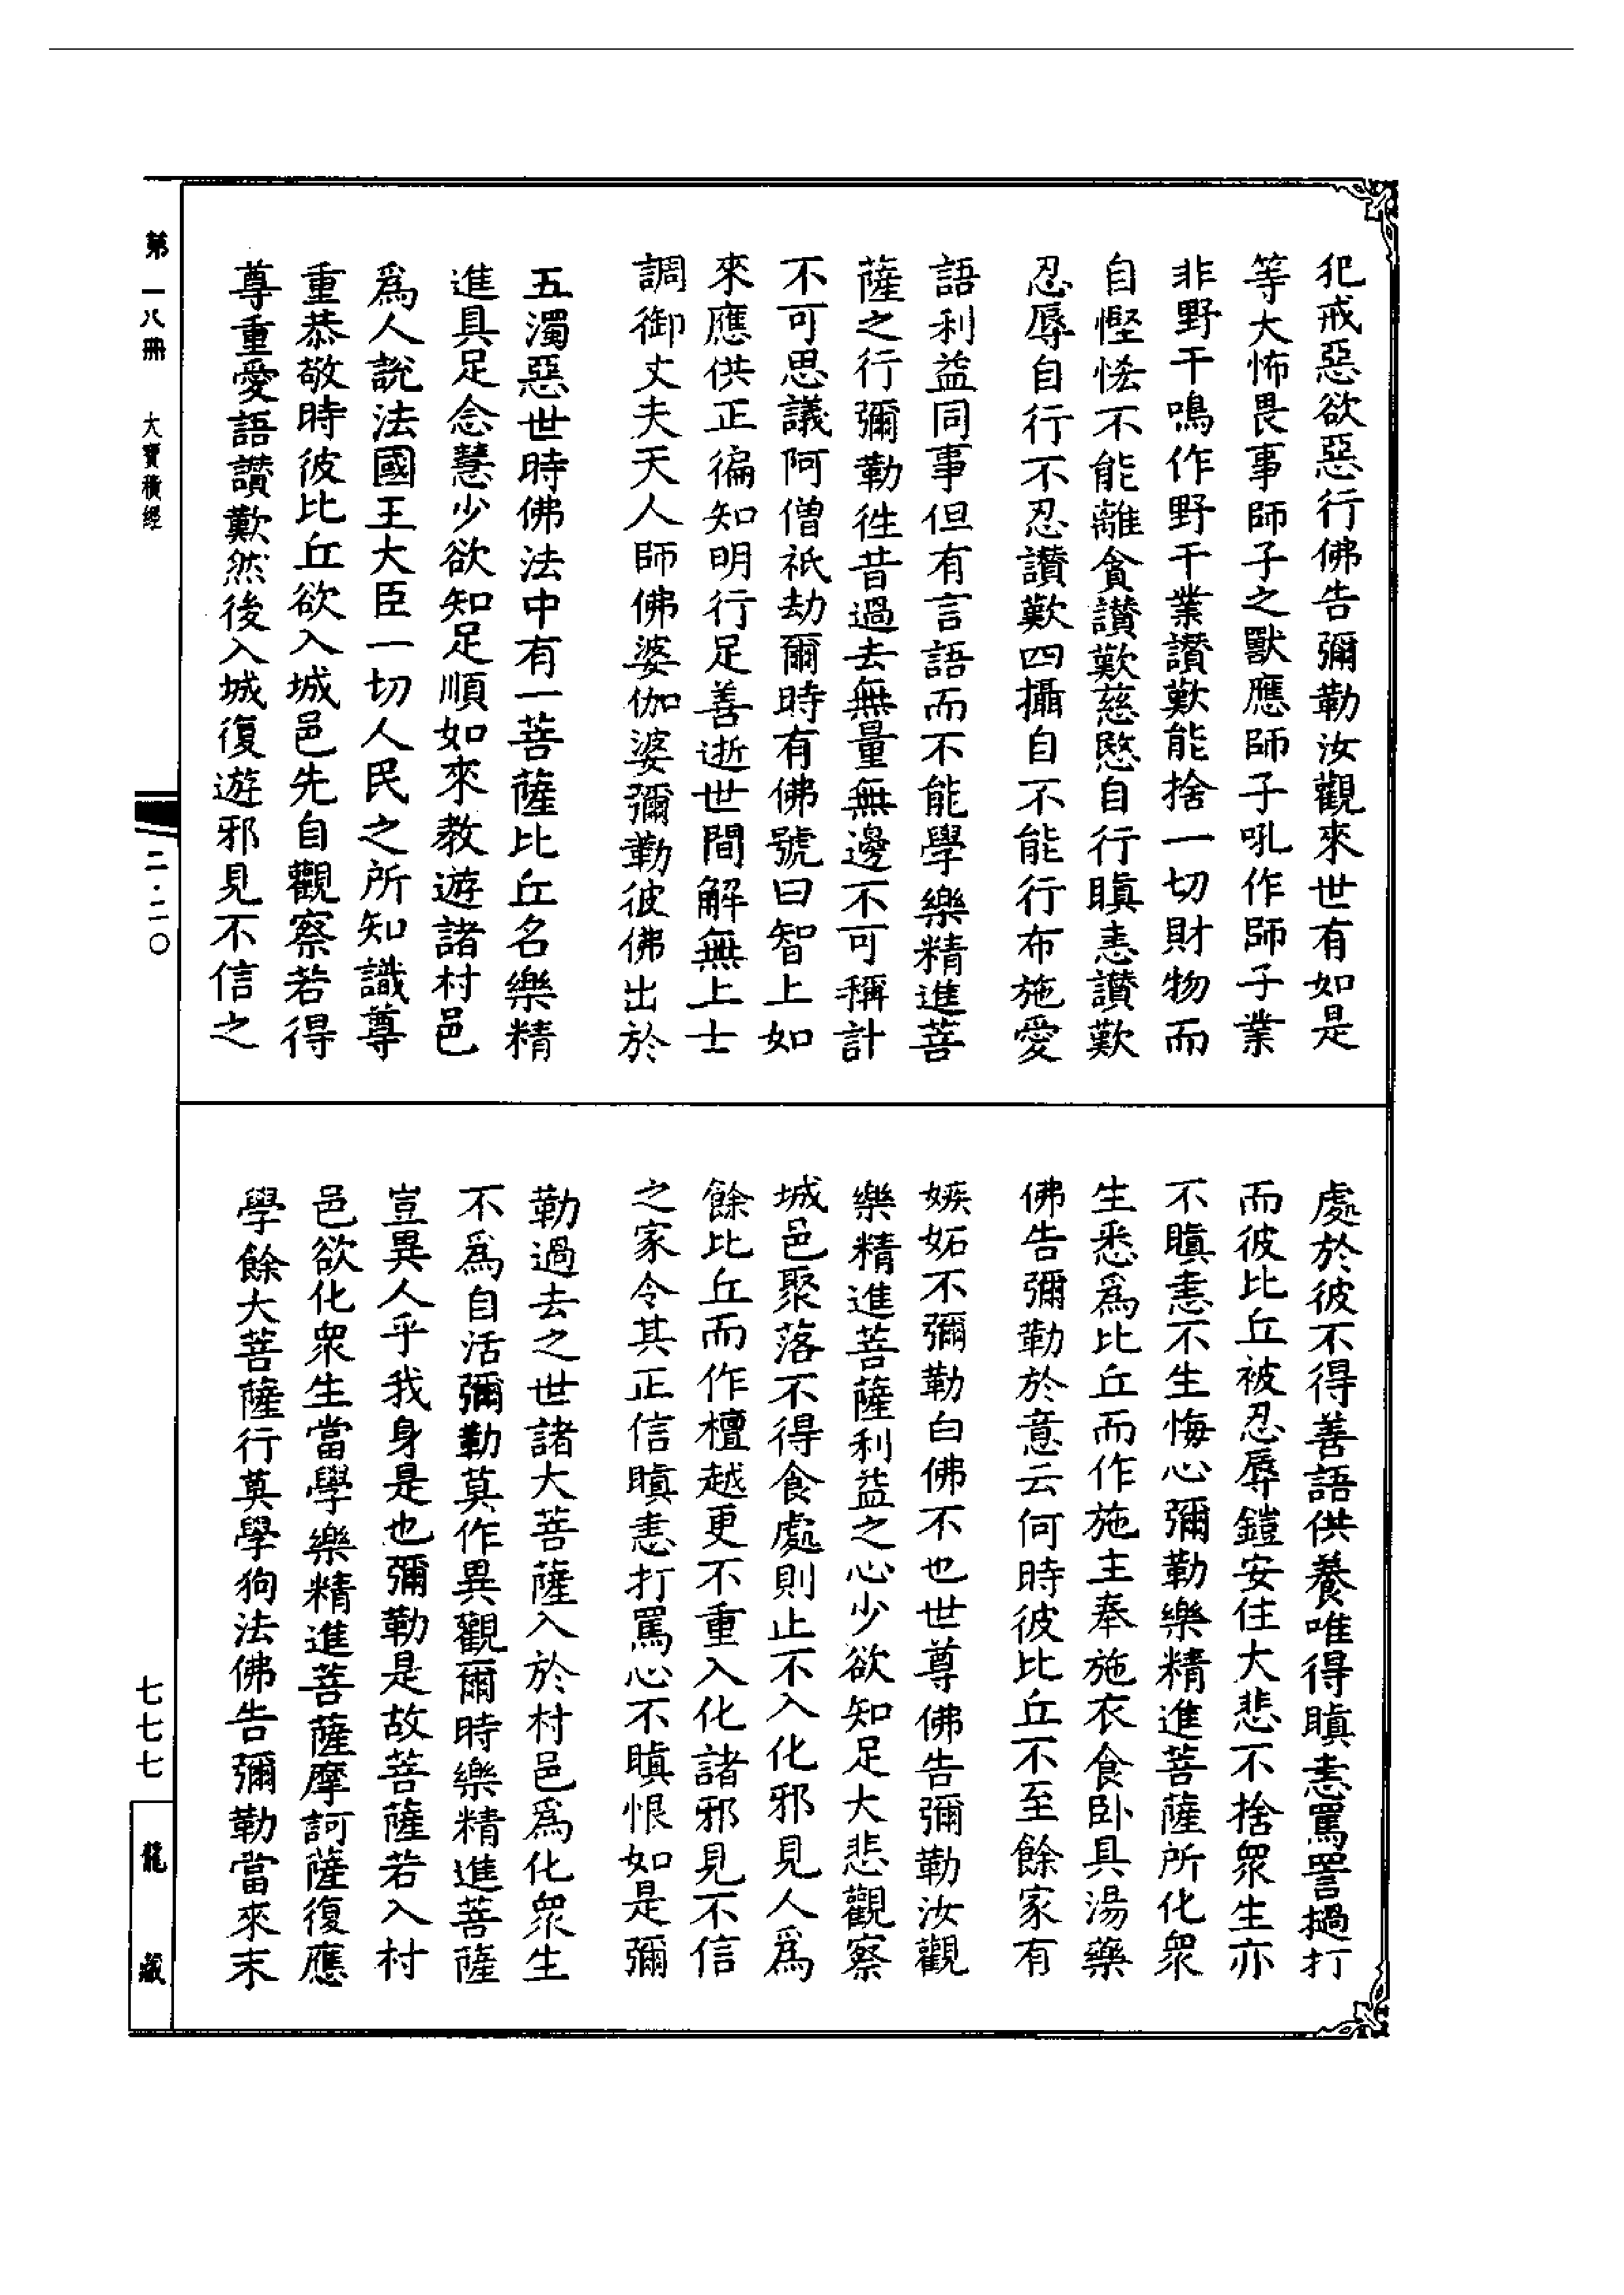 犯戒惡欲惡行佛告彌勒汝觀來世有如是
等大怖畏事師子之獸應師子吼作師子業
非野干鳴作野干業讃歎能捨一切財物而
自慳悋不能離貪讃歎慈愍自行瞋恚讃歎
忍辱自行不忍讃歎四攝自不能行布施愛
語利益同事但有言語而不能學樂精進菩
薩之行彌勒徃昔過去無量無邊不可稱計
不可思議阿僧祇劫爾時有佛號曰智上如
來應供正徧知明行足善逝世間解無上士
調御丈夫天人師佛婆伽婆彌勒彼佛出於
五濁惡世時佛法中有一菩薩比丘名樂精
進具足念慧少欲知足順如來教遊諸村邑
爲人說法國王大臣一切人民之所知識尊
重恭敬時彼比丘欲入城邑先自觀察若得
尊重愛語讃歎然後入城復遊邪見不信之
處於彼不得善語供養唯得瞋恚罵詈撾打
而彼比丘被忍辱鎧安住大悲不捨衆生亦
不瞋恚不生悔心彌勒樂精進菩薩所化衆
生悉爲比丘而作施主奉施衣食卧具湯藥
佛告彌勒於意云何時彼比丘不至餘家有
嫉妬不彌勒白佛不也世尊佛告彌勒汝觀
樂精進菩薩利益之心少欲知足大悲觀察
城邑聚落不得食處則止不入化邪見人爲
餘比丘而作檀越更不重入化諸邪見不信
之家令其正信瞋恚打罵心不瞋恨如是彌
勒過去之世諸大菩薩入於村邑爲化衆生
不爲自活彌勒莫作異觀爾時樂精進菩薩
豈異人乎我身是也彌勒是故菩薩若入村
邑欲化衆生當學樂精進菩薩摩訶薩復應
學餘大菩薩行莫學狗法佛告彌勒當來末
第一八冊 大寶積經
二·二〇
七七七
龍藏